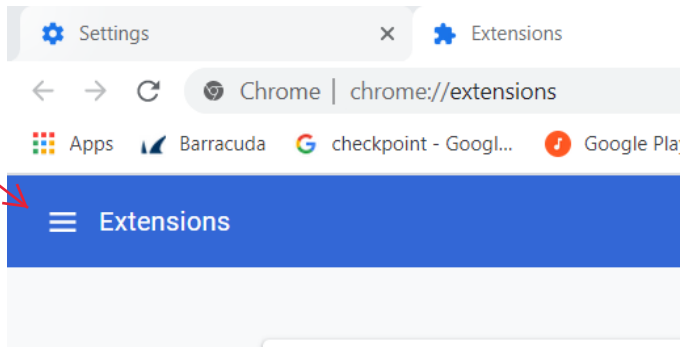 Settings Extensions
Chrome | chrome://extensions
Apps Barracuda checkpoint - Googl... Google Pla
Extensions